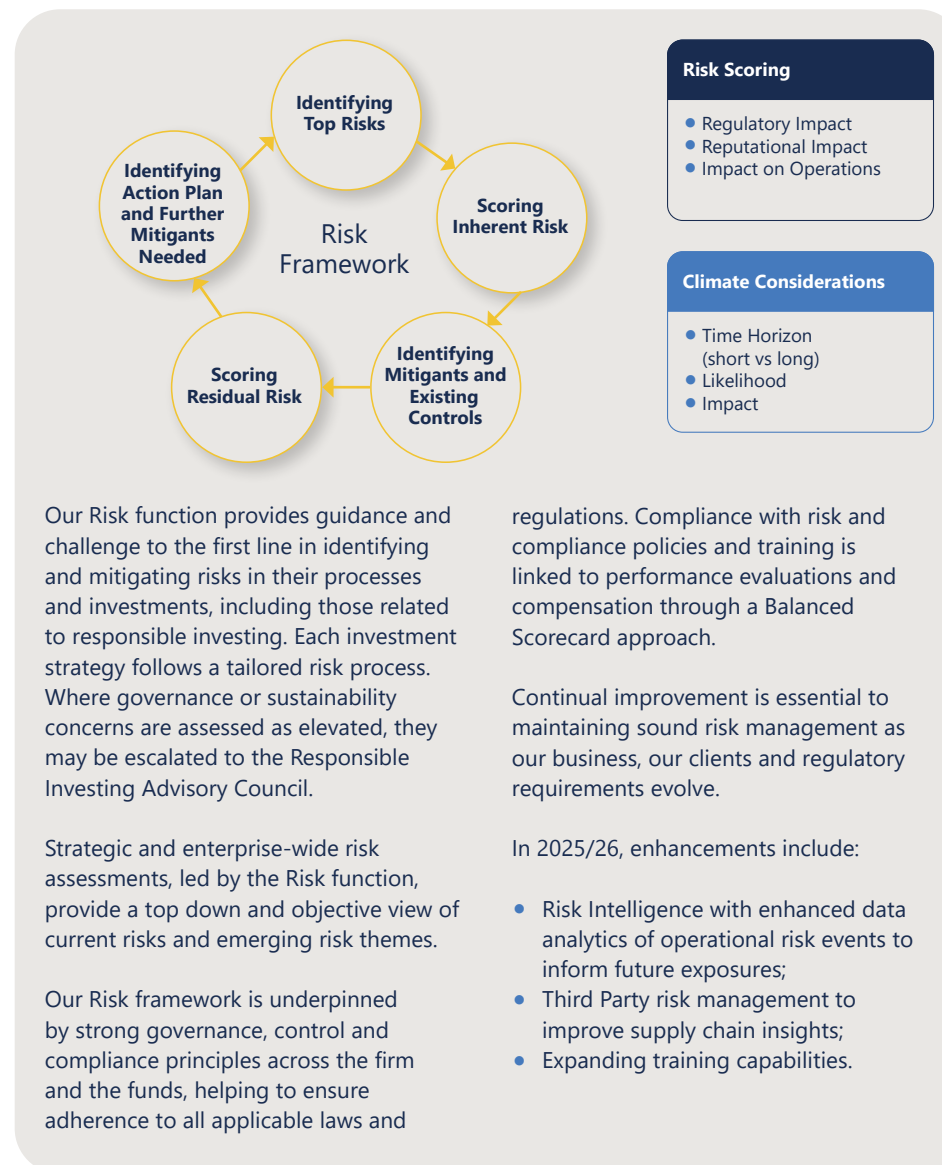 Identifying
Top Risks
Scoring
Inherent Risk
Identifying
Mitigants and
Existing
Controls
Scoring
Residual Risk
Identifying
Action Plan
and Further
Mitigants
Needed
Risk
Framework
Risk Scoring
• Regulatory Impact
• Reputational Impact
• Impact on Operations
Climate Considerations
• Time Horizon
(short vs long)
• Likelihood
• Impact
Our Risk function provides guidance and
challenge to the first line in identifying
and mitigating risks in their processes
and investments, including those related
to responsible investing. Each investment
strategy follows a tailored risk process.
Where governance or sustainability
concerns are assessed as elevated, they
may be escalated to the Responsible
Investing Advisory Council.
Strategic and enterprise-wide risk
assessments, led by the Risk function,
provide a top down and objective view of
current risks and emerging risk themes.
Our Risk framework is underpinned
by strong governance, control and
compliance principles across the firm
and the funds, helping to ensure
adherence to all applicable laws and
regulations. Compliance with risk and
compliance policies and training is
linked to performance evaluations and
compensation through a Balanced
Scorecard approach.
Continual improvement is essential to
maintaining sound risk management as
our business, our clients and regulatory
requirements evolve.
In 2025/26, enhancements include:
• Risk Intelligence with enhanced data
analytics of operational risk events to
inform future exposures;
• Third Party risk management to
improve supply chain insights;
• Expanding training capabilities.